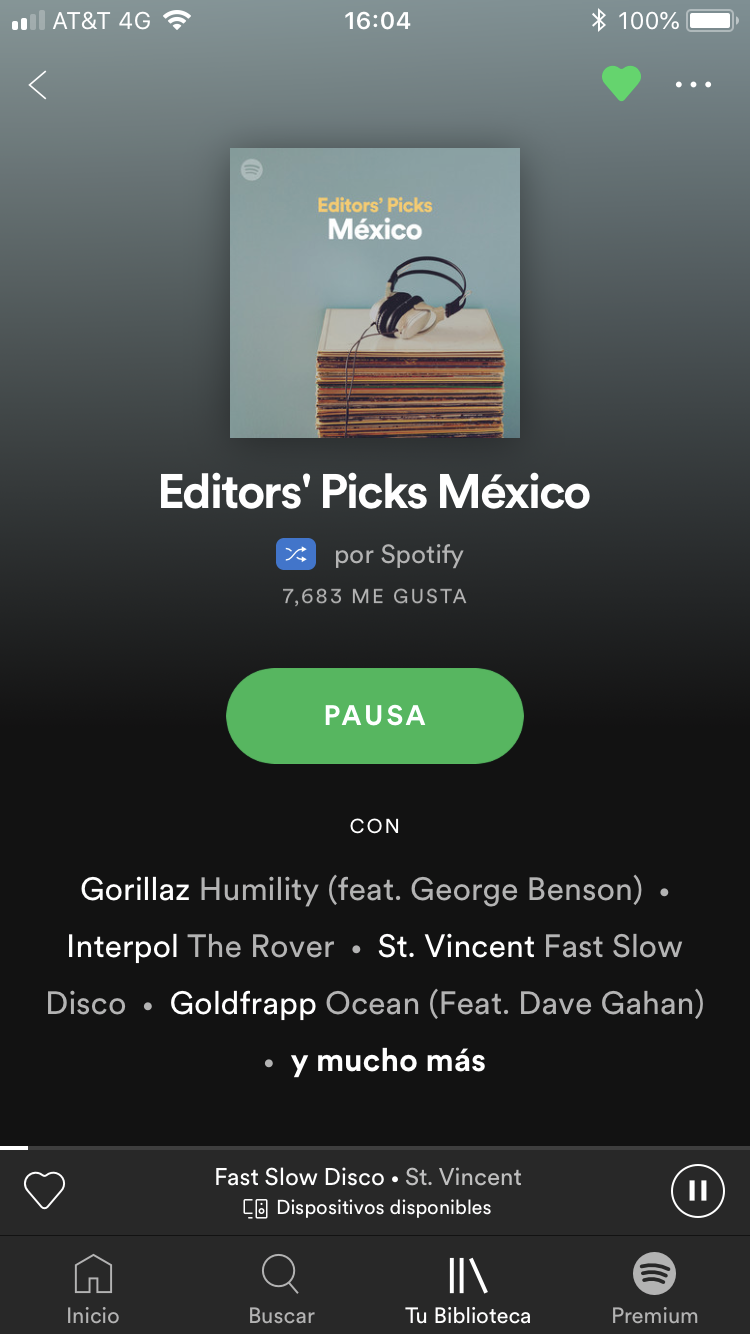 AT&T 4G 16:04 100%
Editors' Picks
México
Editors' Picks México
por Spotify
7,683 ME GUSTA
PAUSA
CON
Gorillaz Humility (feat. George Benson) •
Interpol The Rover • St. Vincent Fast Slow
Disco • Goldfrapp Ocean (Feat. Dave Gahan)
• y mucho más
Fast Slow Disco • St. Vincent
Dispositivos disponibles
Inicio Buscar Tu Biblioteca Premium